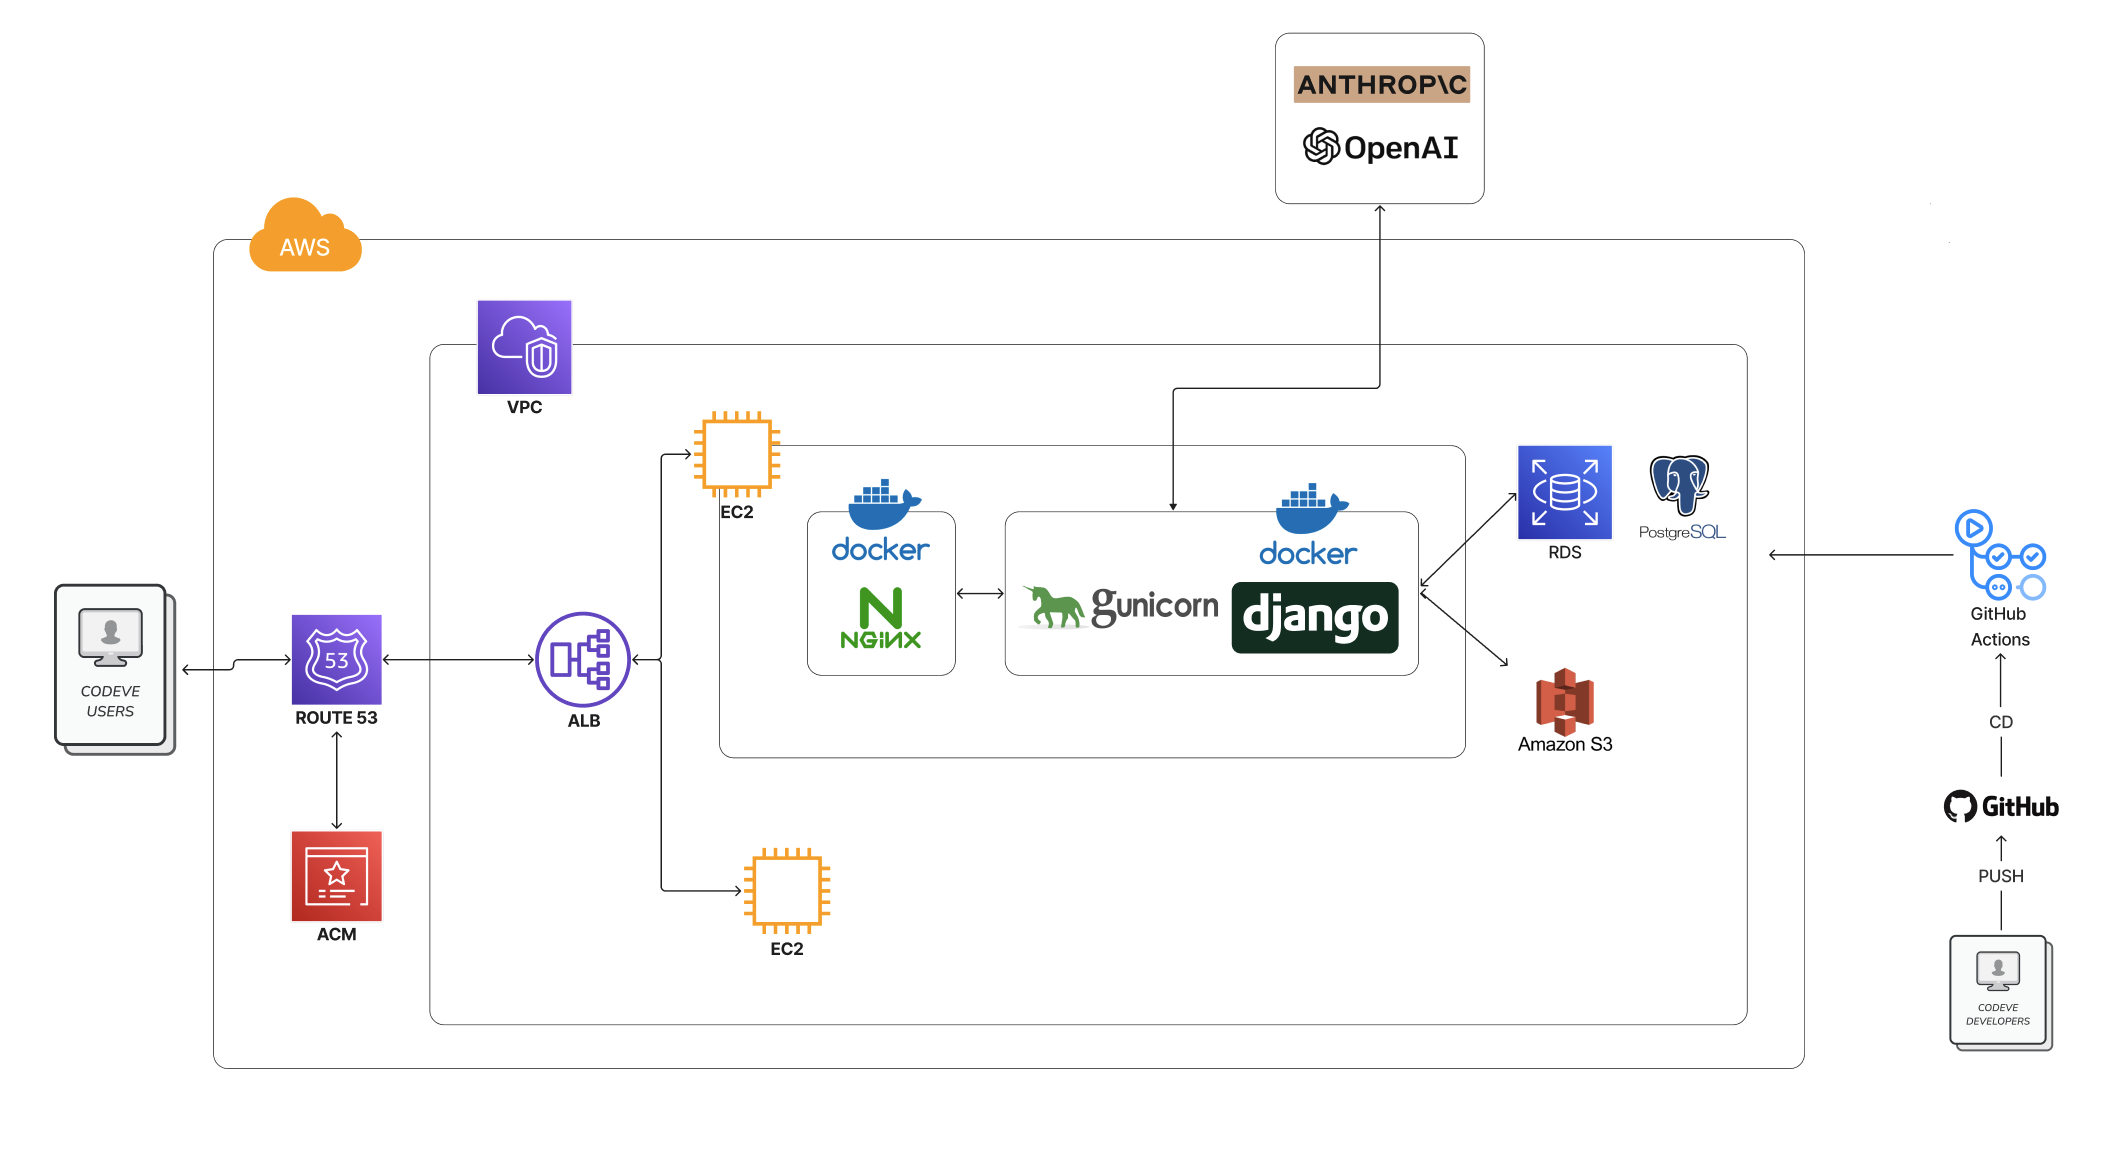 ANTHROP\C
OpenAI
AWS
VPC
EC2
docker
NGiNX
docker
gunicorn
django
RDS
PostgreSQL
Amazon S3
CODEVE
USERS
53
ROUTE 53
ALB
ACM
EC2
GitHub
Actions
CD
GitHub
PUSH
CODEVE
DEVELOPERS